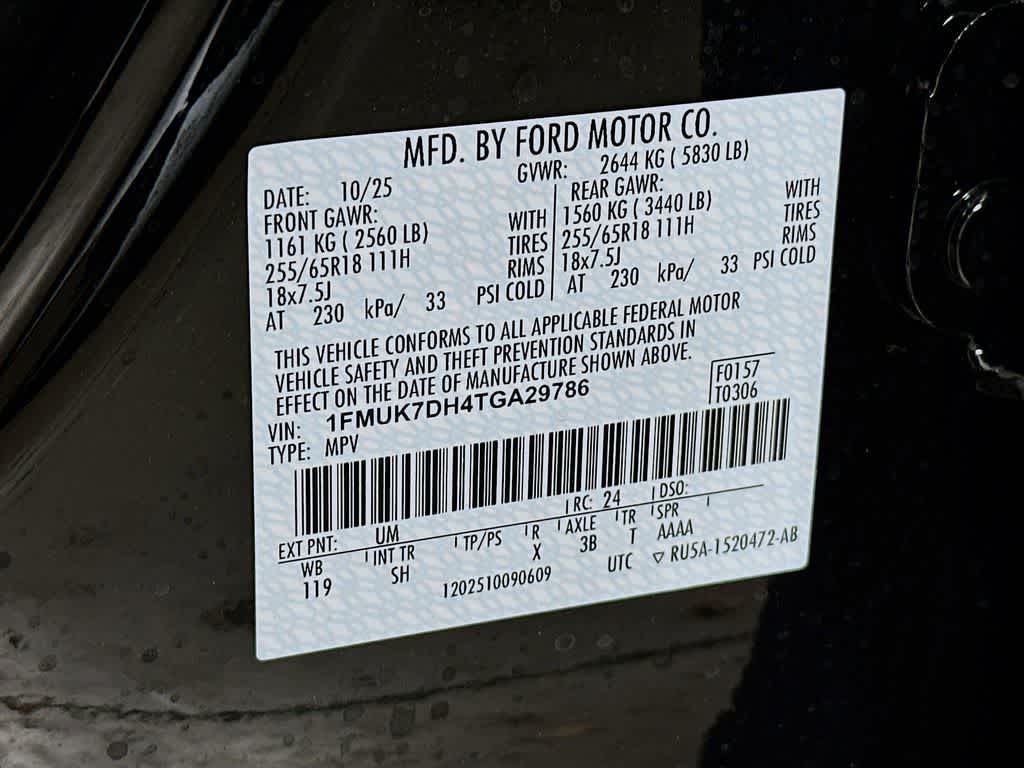 MFD. BY FORD MOTOR CO.
DATE: 10/25 GVWR: 2644 KG ( 5830 LB)
FRONT GAWR: REAR GAWR:
1161 KG ( 2560 LB) WITH 1560 KG ( 3440 LB) WITH
255/65R18 111H TIRES 255/65R18 111H TIRES
18x7.5J RIMS 18x7.5J RIMS
AT 230 kPa/ 33 PSI COLD AT 230 kPa/ 33 PSI COLD
THIS VEHICLE CONFORMS TO ALL APPLICABLE FEDERAL MOTOR
VEHICLE SAFETY AND THEFT PREVENTION STANDARDS IN
EFFECT ON THE DATE OF MANUFACTURE SHOWN ABOVE.
VIN: 1FMUK7DH4TGA29786 F0157
TYPE: MPV T0306
EXT PNT: UM RC: 24 DSO:
WB INT TR TP/PS R AXLE TR SPR
119 SH X 3B T AAAA
1202510090609 UTC ▽ RU5A-1520472-AB